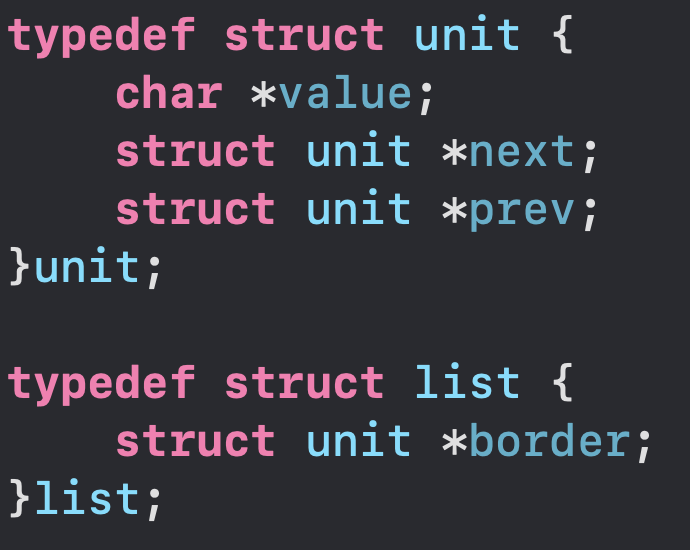 typedef struct unit {
    char *value;
    struct unit *next;
    struct unit *prev;
}unit;

typedef struct list {
    struct unit *border;
}list;